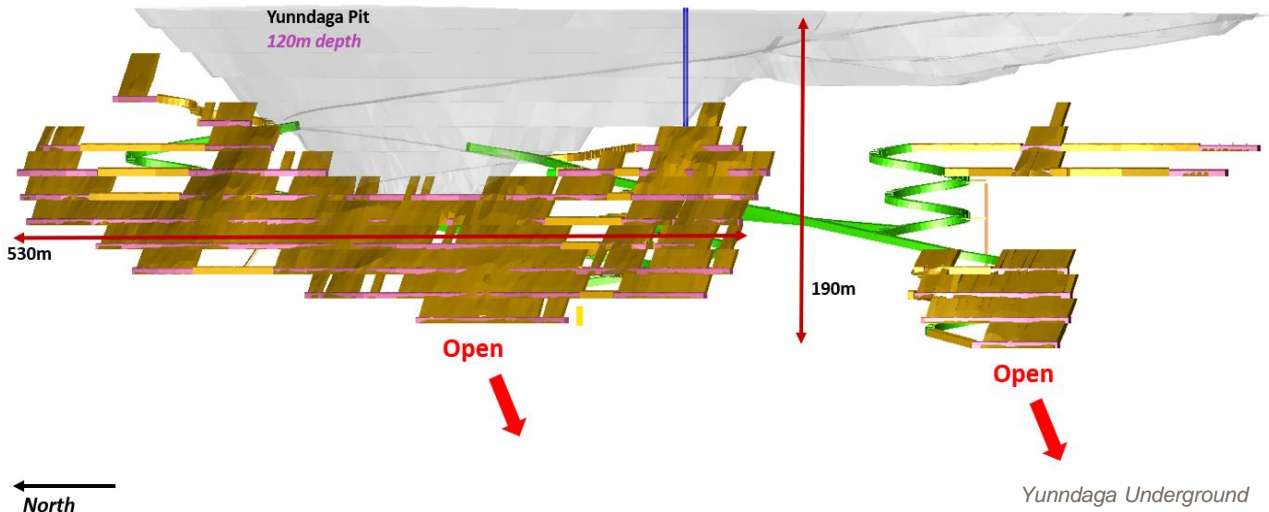 Yunndaga Pit
120m depth
530m
190m
Open
Open
North
Yunndaga Underground